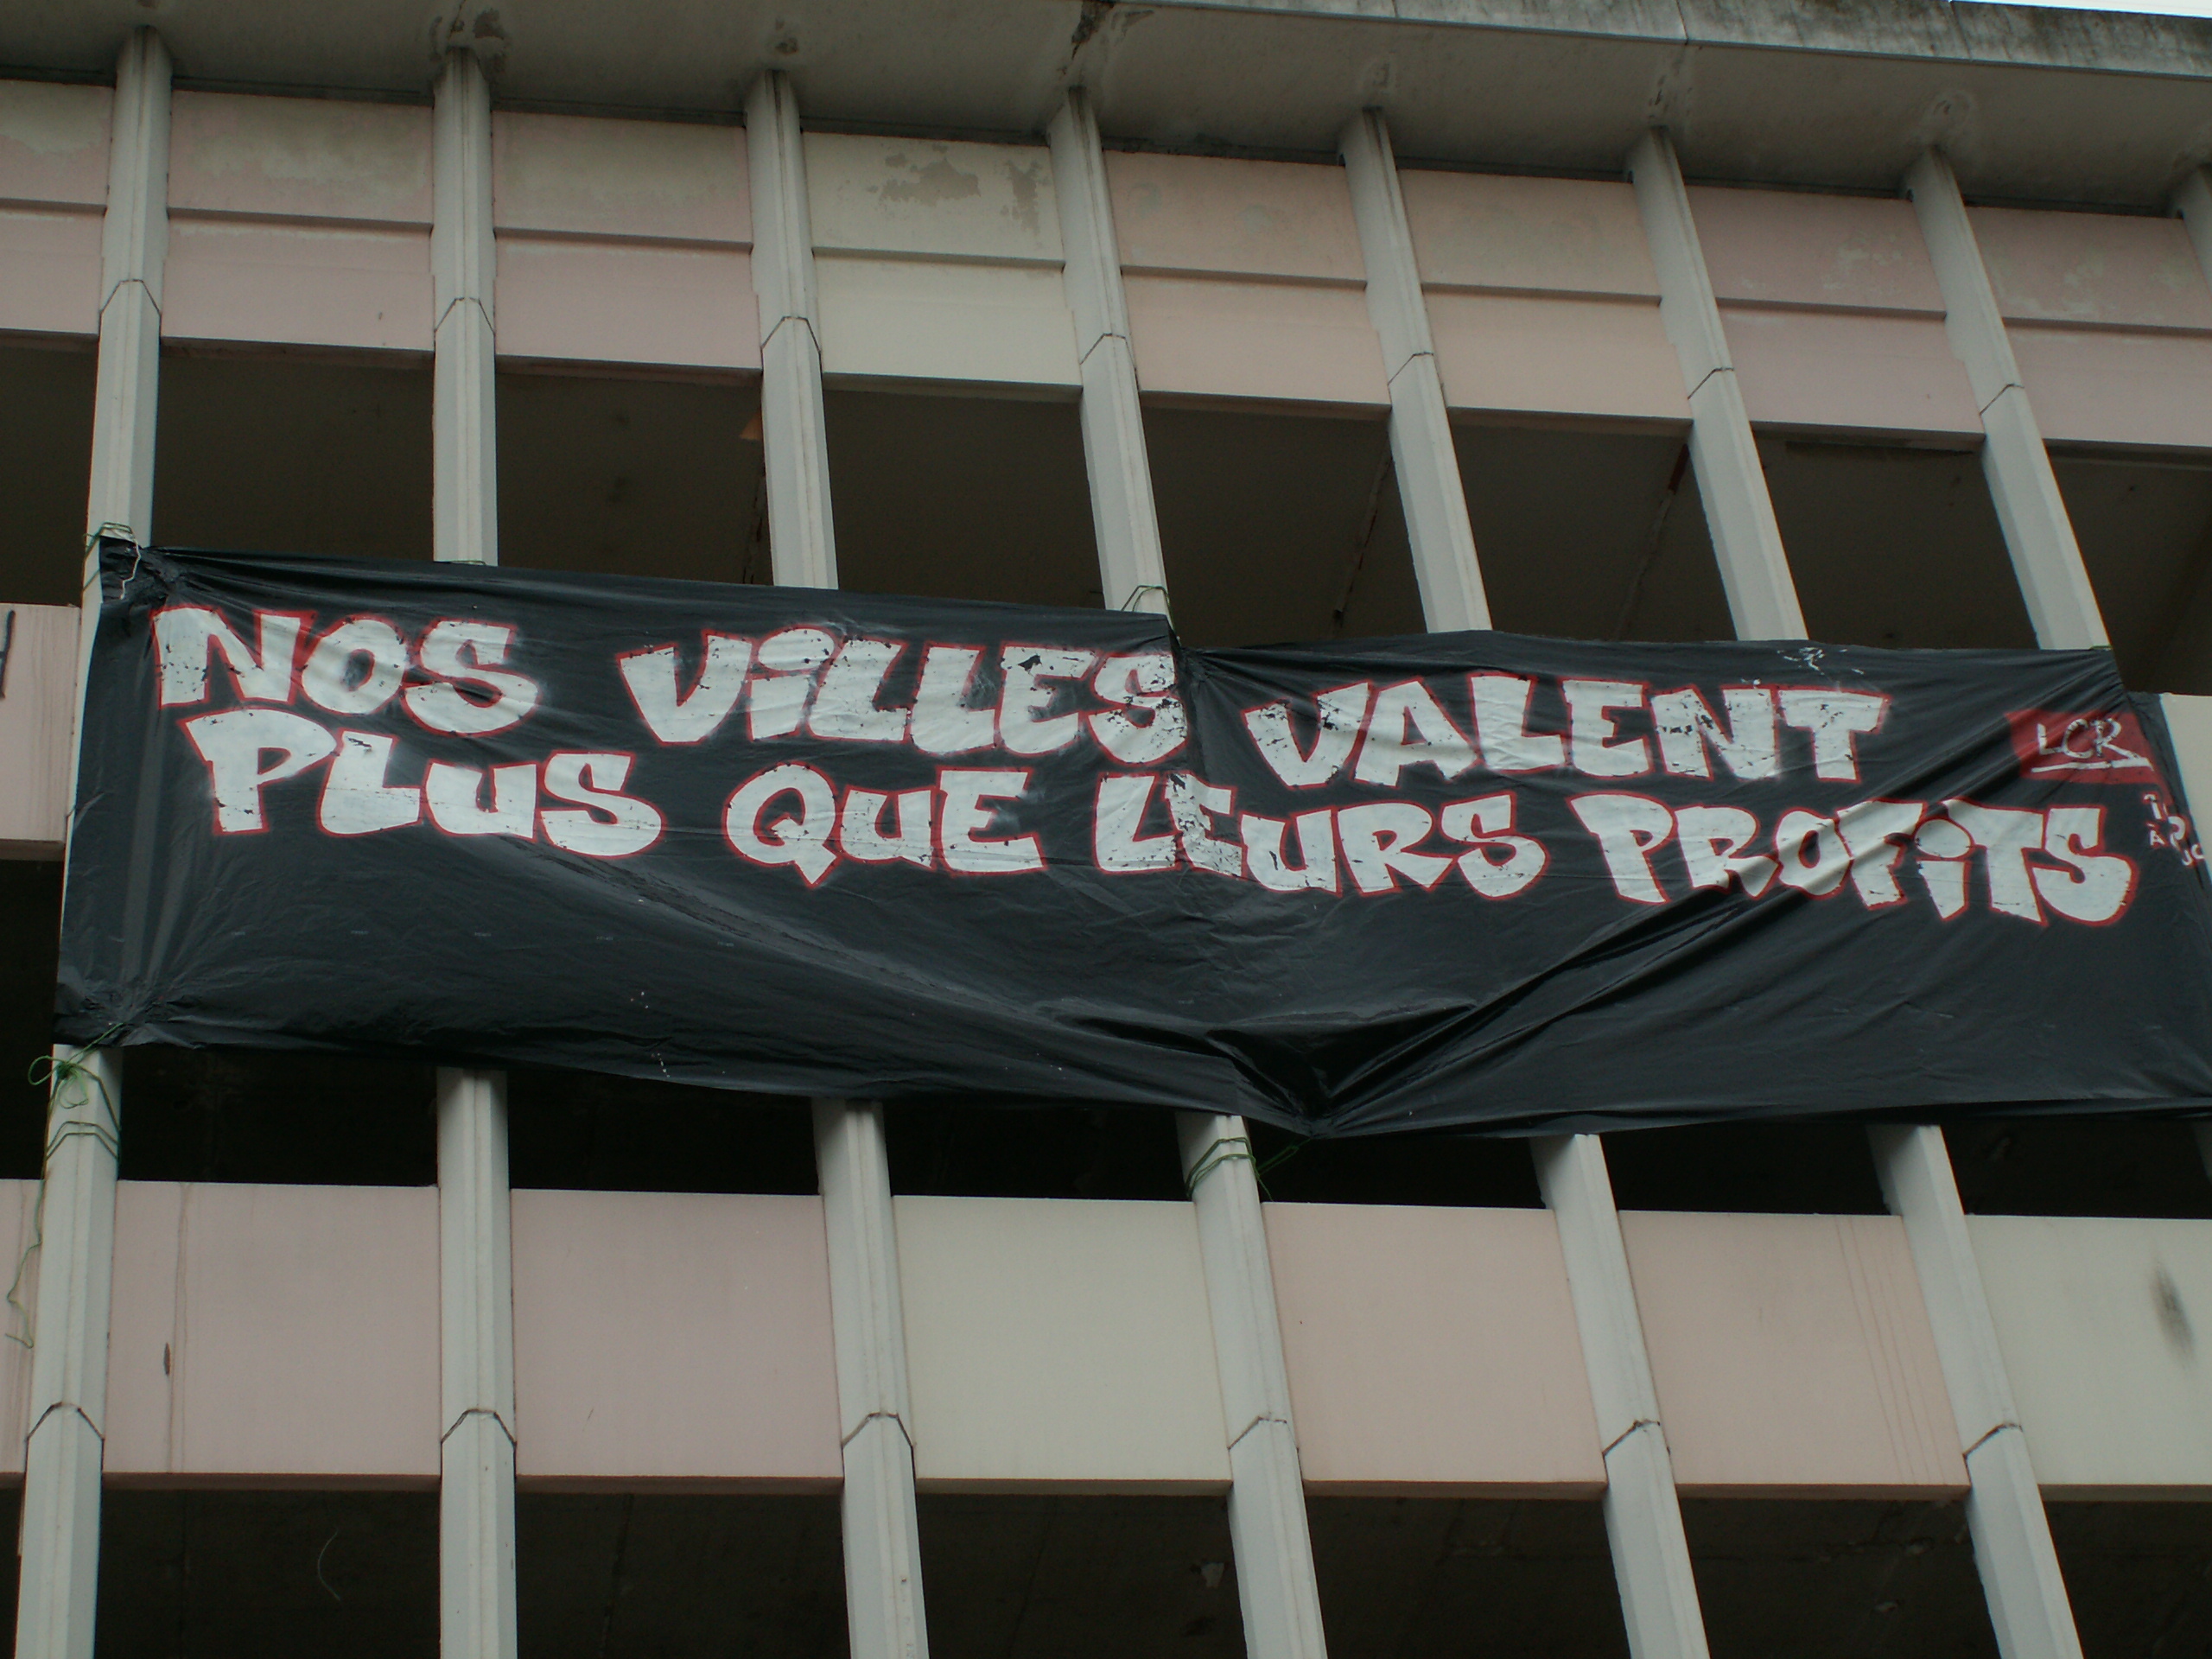 NOS ViLLES VALENT
PLUS QUE LEURS PROFiTS
LCR